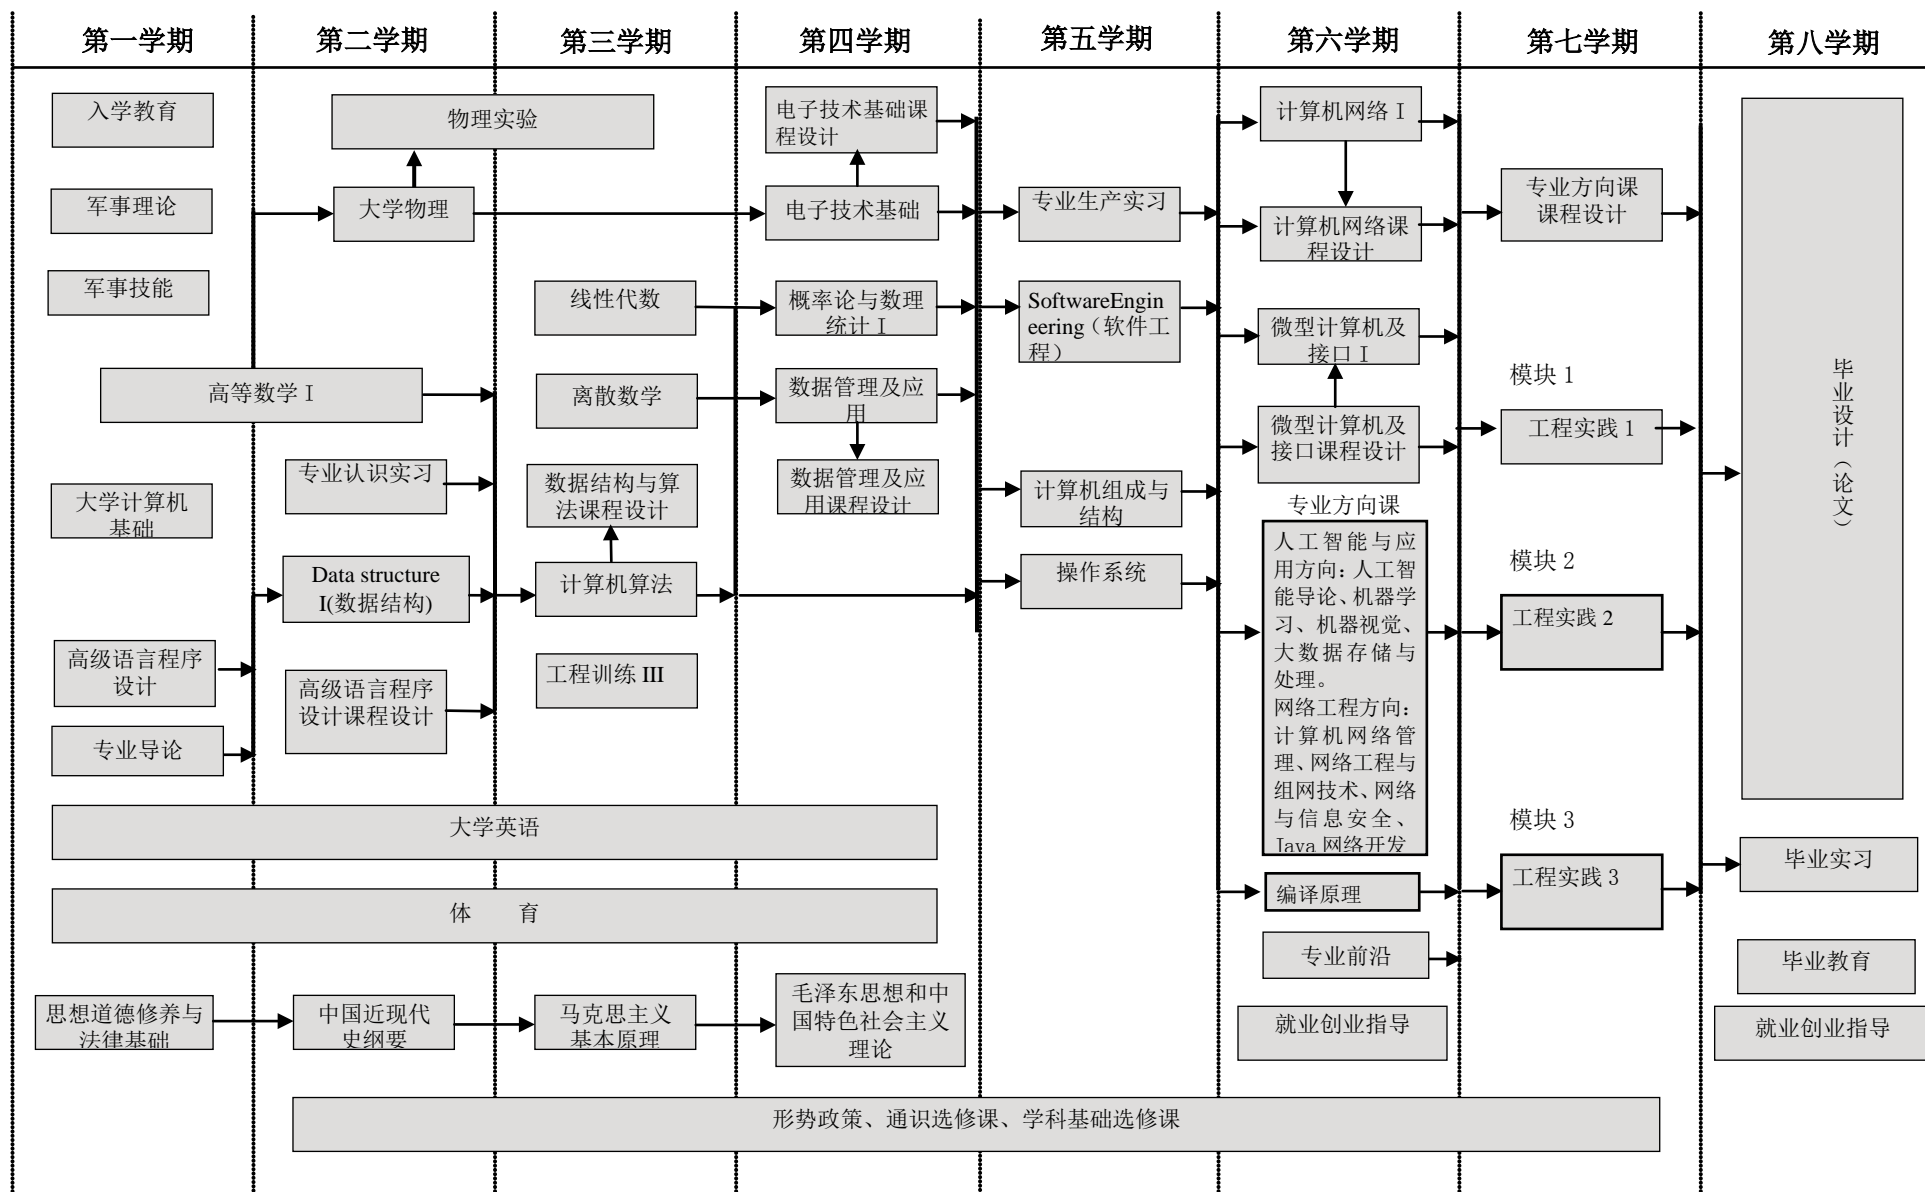 第一学期
第二学期
第三学期
第四学期
第五学期
第六学期
第七学期
第八学期
入学教育
军事理论
军事技能
高等数学 I
大学计算机
基础
高级语言程序
设计
专业导论
物理实验
大学物理
专业认识实习
Data structure
I(数据结构)
高级语言程序
设计课程设计
线性代数
离散数学
数据结构与算
法课程设计
计算机算法
工程训练 III
电子技术基础课
程设计
电子技术基础
概率论与数理
统计 I
数据管理及应
用
数据管理及应
用课程设计
专业生产实习
SoftwareEngin
eering（软件工
程）
计算机组成与
结构
操作系统
计算机网络 I
计算机网络课
程设计
微型计算机及
接口 I
微型计算机及
接口课程设计
专业方向课
人工智能与应
用方向：人工智
能导论、机器学
习、机器视觉、
大数据存储与
处理。
网络工程方向：
计算机网络管
理、网络工程与
组网技术、网络
与信息安全、
Java 网络开发
编译原理
专业前沿
就业创业指导
专业方向课
课程设计
模块 1
工程实践 1
模块 2
工程实践 2
模块 3
工程实践 3
毕业设计（论文）
毕业实习
毕业教育
就业创业指导
大学英语
体 育
思想道德修养与
法律基础
中国近现代
史纲要
马克思主义
基本原理
毛泽东思想和中
国特色社会主义
理论
形势政策、通识选修课、学科基础选修课